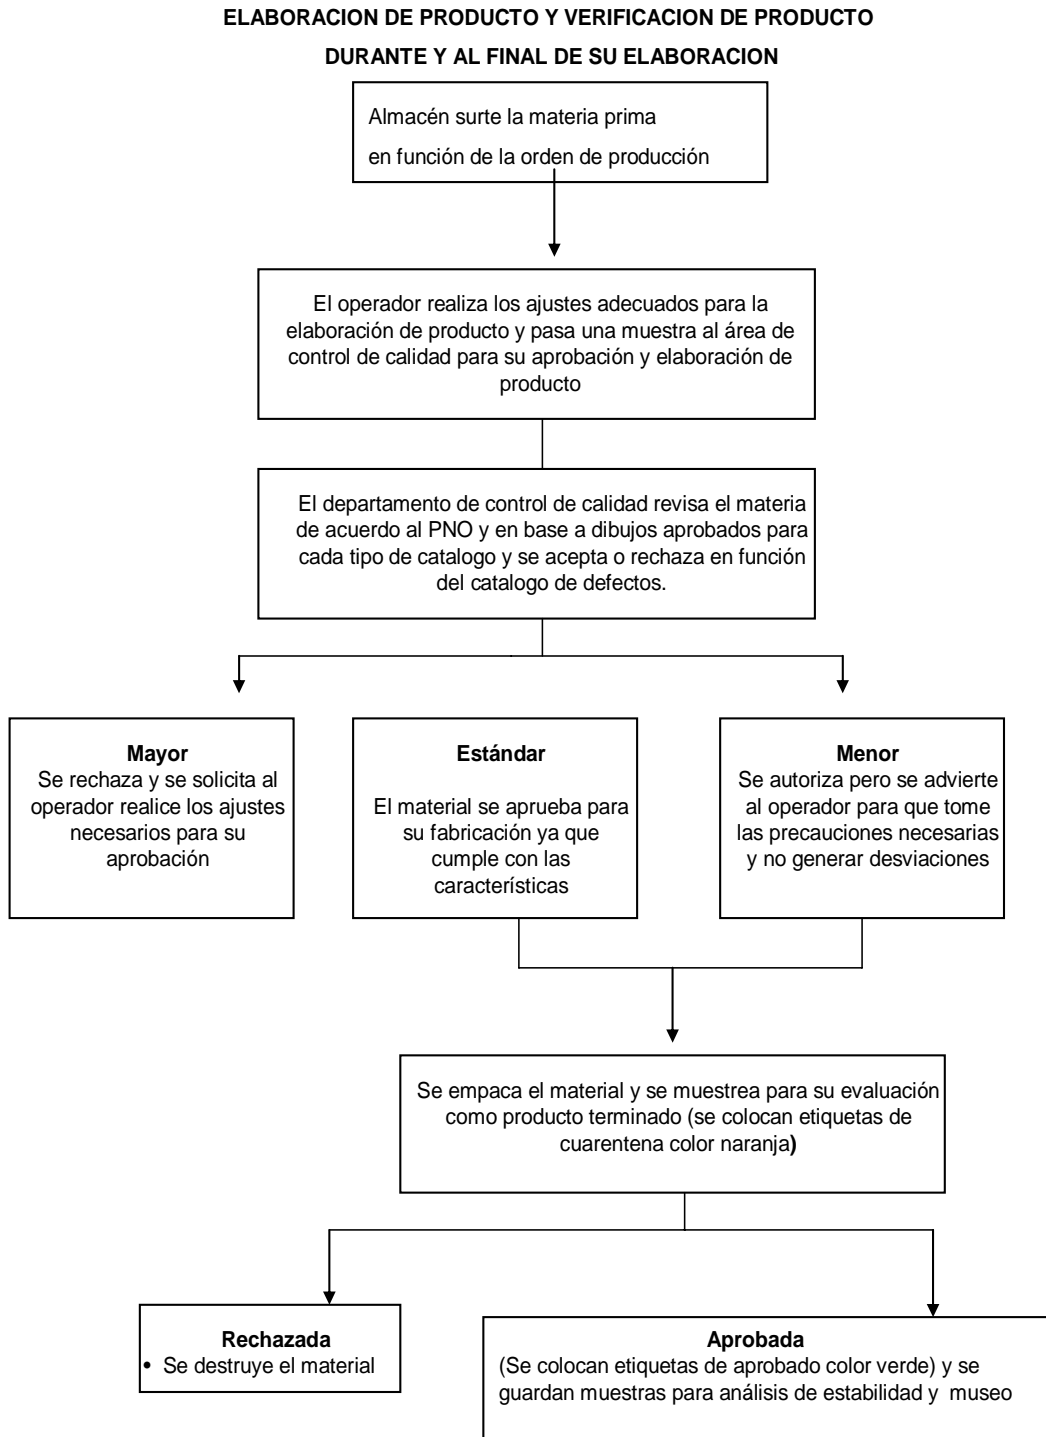 ELABORACION DE PRODUCTO Y VERIFICACION DE PRODUCTO
DURANTE Y AL FINAL DE SU ELABORACION
Almacén surte la materia prima
en función de la orden de producción
El operador realiza los ajustes adecuados para la
elaboración de producto y pasa una muestra al área de
control de calidad para su aprobación y elaboración de
producto
El departamento de control de calidad revisa el materia
de acuerdo al PNO y en base a dibujos aprobados para
cada tipo de catalogo y se acepta o rechaza en función
del catalogo de defectos.
Mayor
Se rechaza y se solicita al
operador realice los ajustes
necesarios para su
aprobación
Estándar
El material se aprueba para
su fabricación ya que
cumple con las
características
Menor
Se autoriza pero se advierte
al operador para que tome
las precauciones necesarias
y no generar desviaciones
Se empaca el material y se muestrea para su evaluación
como producto terminado (se colocan etiquetas de
cuarentena color naranja)
Rechazada
• Se destruye el material
Aprobada
(Se colocan etiquetas de aprobado color verde) y se
guardan muestras para análisis de estabilidad y museo